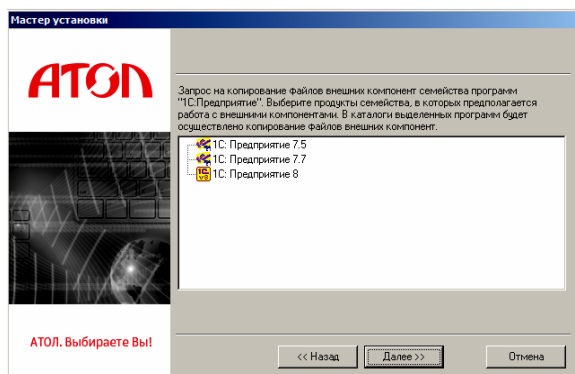 Мастер установки
АТОЛ
Запрос на копирование файлов внешних компонент семейства программ
"1С:Предприятие". Выберите продукты семейства, в которых предполагается
работа с внешними компонентами. В каталоги выделенных программ будет
осуществлено копирование файлов внешних компонент.
1С: Предприятие 7.5
1С: Предприятие 7.7
1С: Предприятие 8
АТОЛ. Выбираете Вы!
<< Назад
Далее >>
Отмена